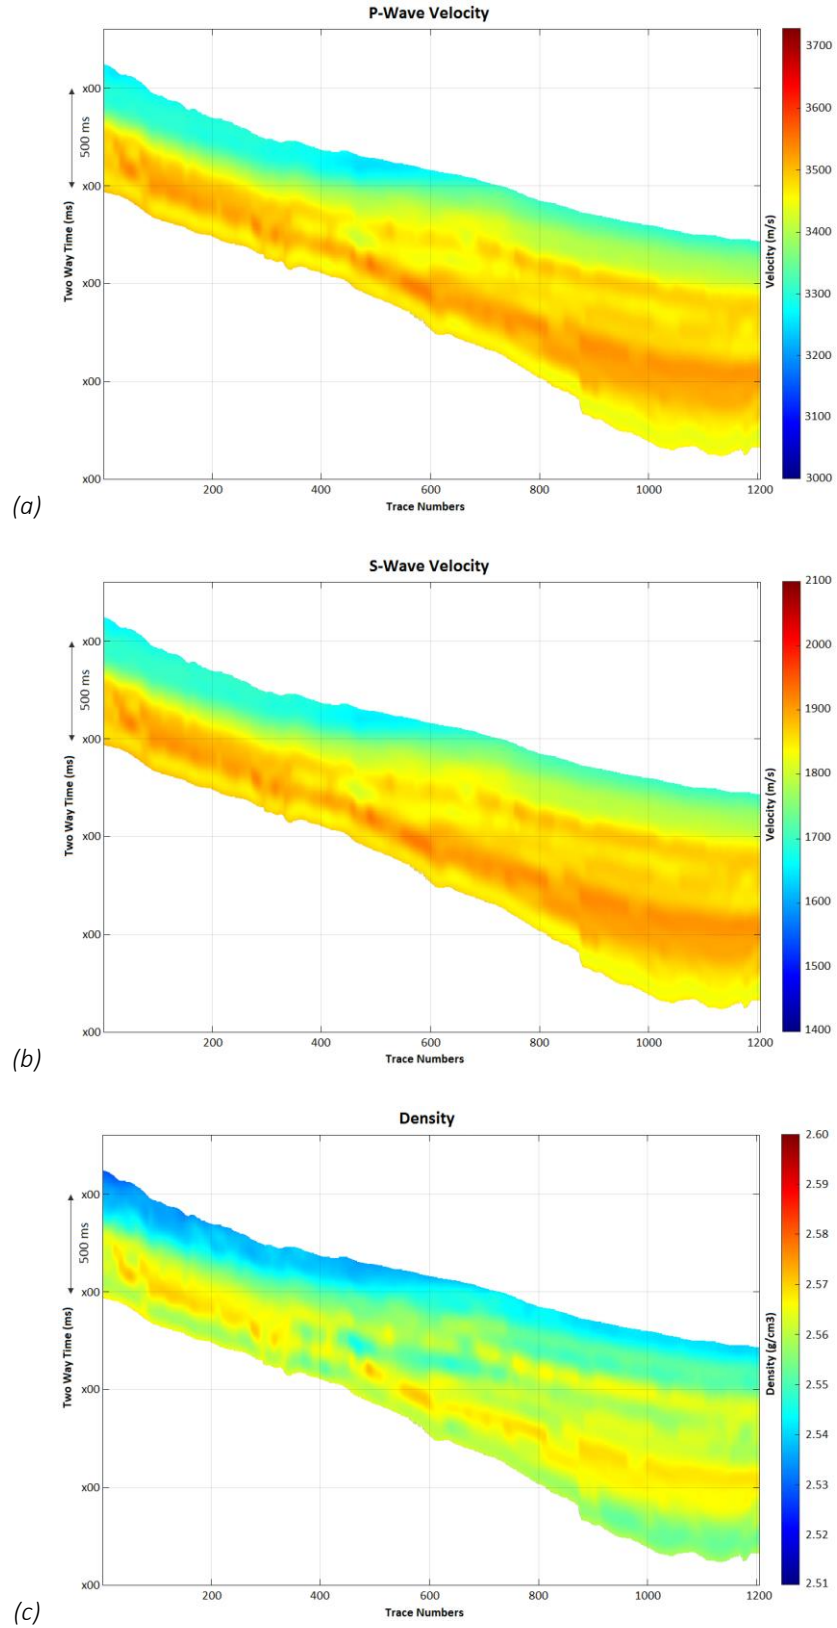 P-Wave Velocity
x00
x00
x00
x00
x00
500 ms
Two Way Time (ms)
200
400
600
800
1000
1200
Trace Numbers
Velocity (m/s)
3700
3600
3500
3400
3300
3200
3100
3000
(a)
S-Wave Velocity
x00
x00
x00
x00
x00
500 ms
Two Way Time (ms)
200
400
600
800
1000
1200
Trace Numbers
Velocity (m/s)
2100
2000
1900
1800
1700
1600
1500
1400
(b)
Density
x00
x00
x00
x00
x00
500 ms
Two Way Time (ms)
200
400
600
800
1000
1200
Trace Numbers
Density (g/cm3)
2.60
2.59
2.58
2.57
2.56
2.55
2.54
2.53
2.52
2.51
(c)